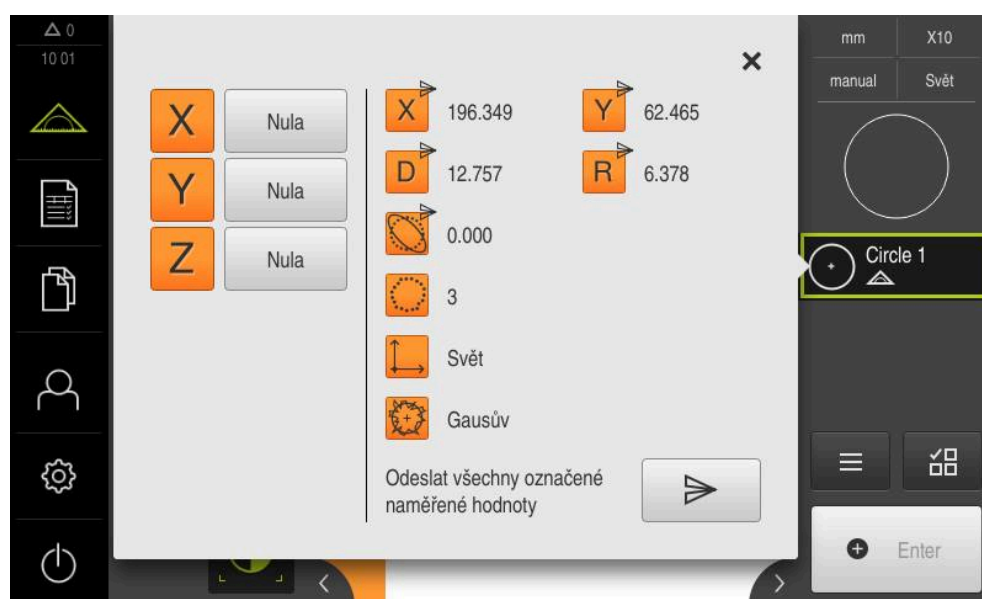 0
10 01
X Nula
Y Nula
Z Nula
X 196.349 Y 62.465
D 12.757 R 6.378
0.000
3
Svět
Gausův
Odeslat všechny označené
naměřené hodnoty
mm X10
manual Svět
Circle 1
Enter